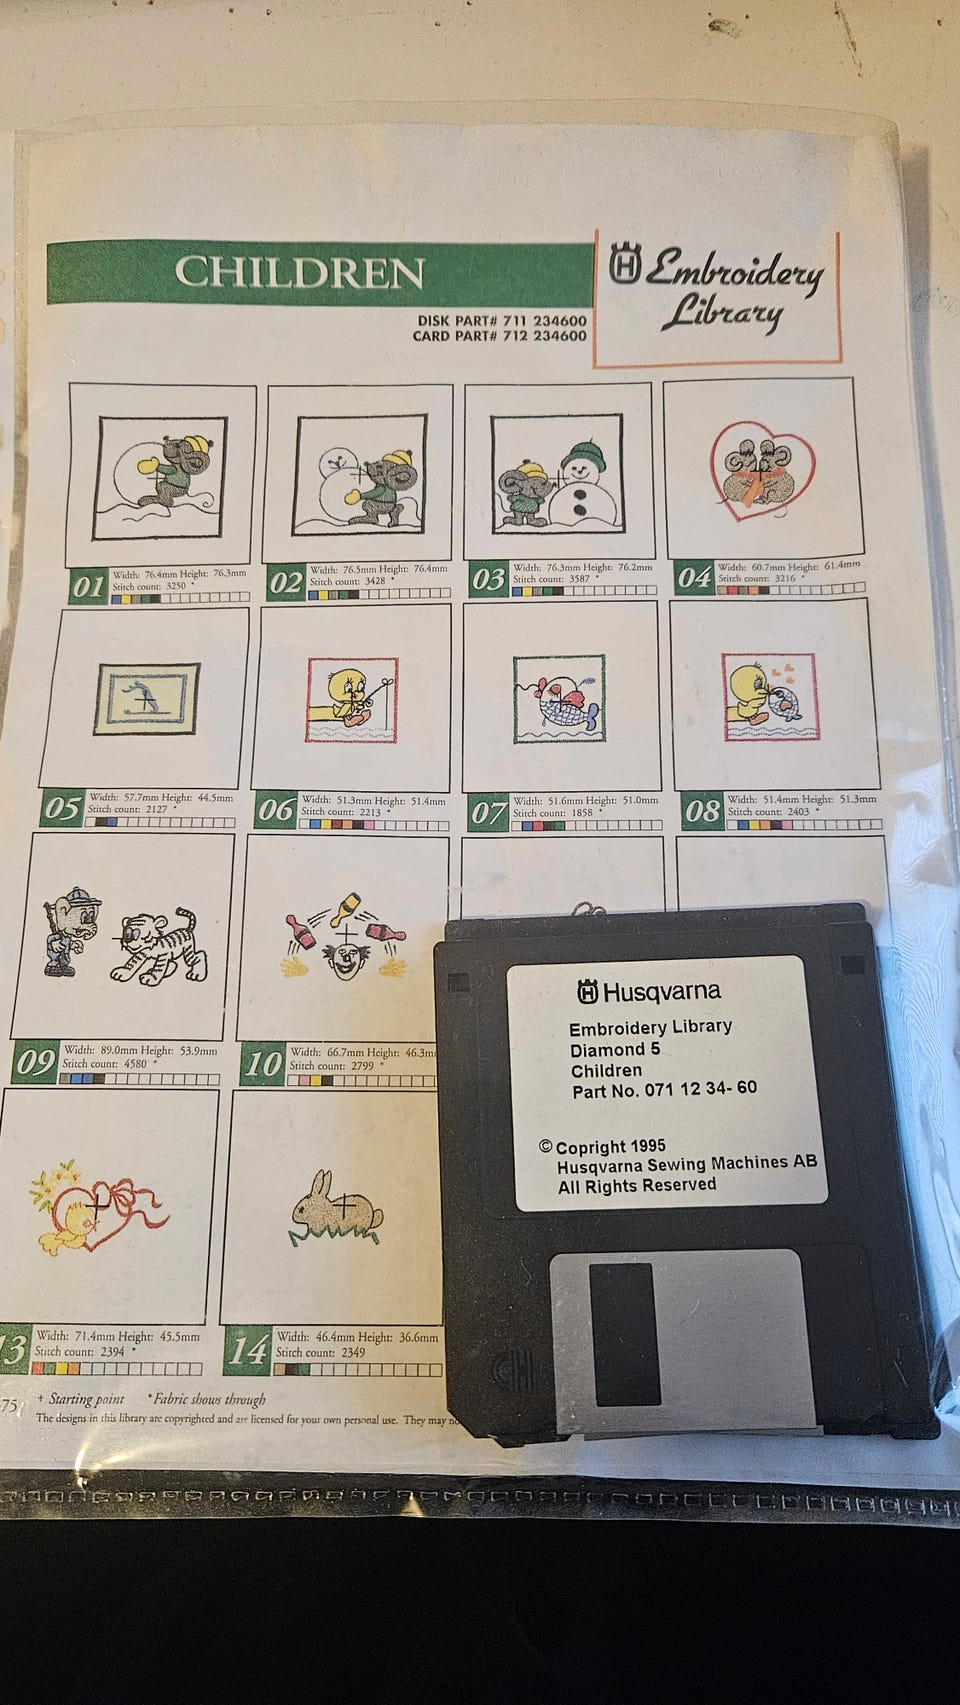 CHILDREN
Embroidery
Library
DISK PART# 711 234600
CARD PART# 712 234600
01 Width: 76.4mm Height: 76.3mm
Stitch count: 3250 *
02 Width: 76.5mm Height: 76.4mm
Stitch count: 3428 *
03 Width: 76.3mm Height: 76.2mm
Stitch count: 3587 *
04 Width: 60.7mm Height: 61.4mm
Stitch count: 3216 *
05 Width: 57.7mm Height: 44.5mm
Stitch count: 2127 *
06 Width: 51.3mm Height: 51.4mm
Stitch count: 2213 *
07 Width: 51.6mm Height: 51.0mm
Stitch count: 1858 *
08 Width: 51.4mm Height: 51.3mm
Stitch count: 2403 *
09 Width: 89.0mm Height: 53.9mm
Stitch count: 4580 *
10 Width: 66.7mm Height: 46.3m
Stitch count: 2799 *
H Husqvarna
Embroidery Library
Diamond 5
Children
Part No. 071 12 34- 60
© Copright 1995
Husqvarna Sewing Machines AB
All Rights Reserved
13 Width: 71.4mm Height: 45.5mm
Stitch count: 2394 *
14 Width: 46.4mm Height: 36.6mm
Stitch count: 2349
+ Starting point *Fabric shows through
The designs in this library are copyrighted and are licensed for your own personal use. They may